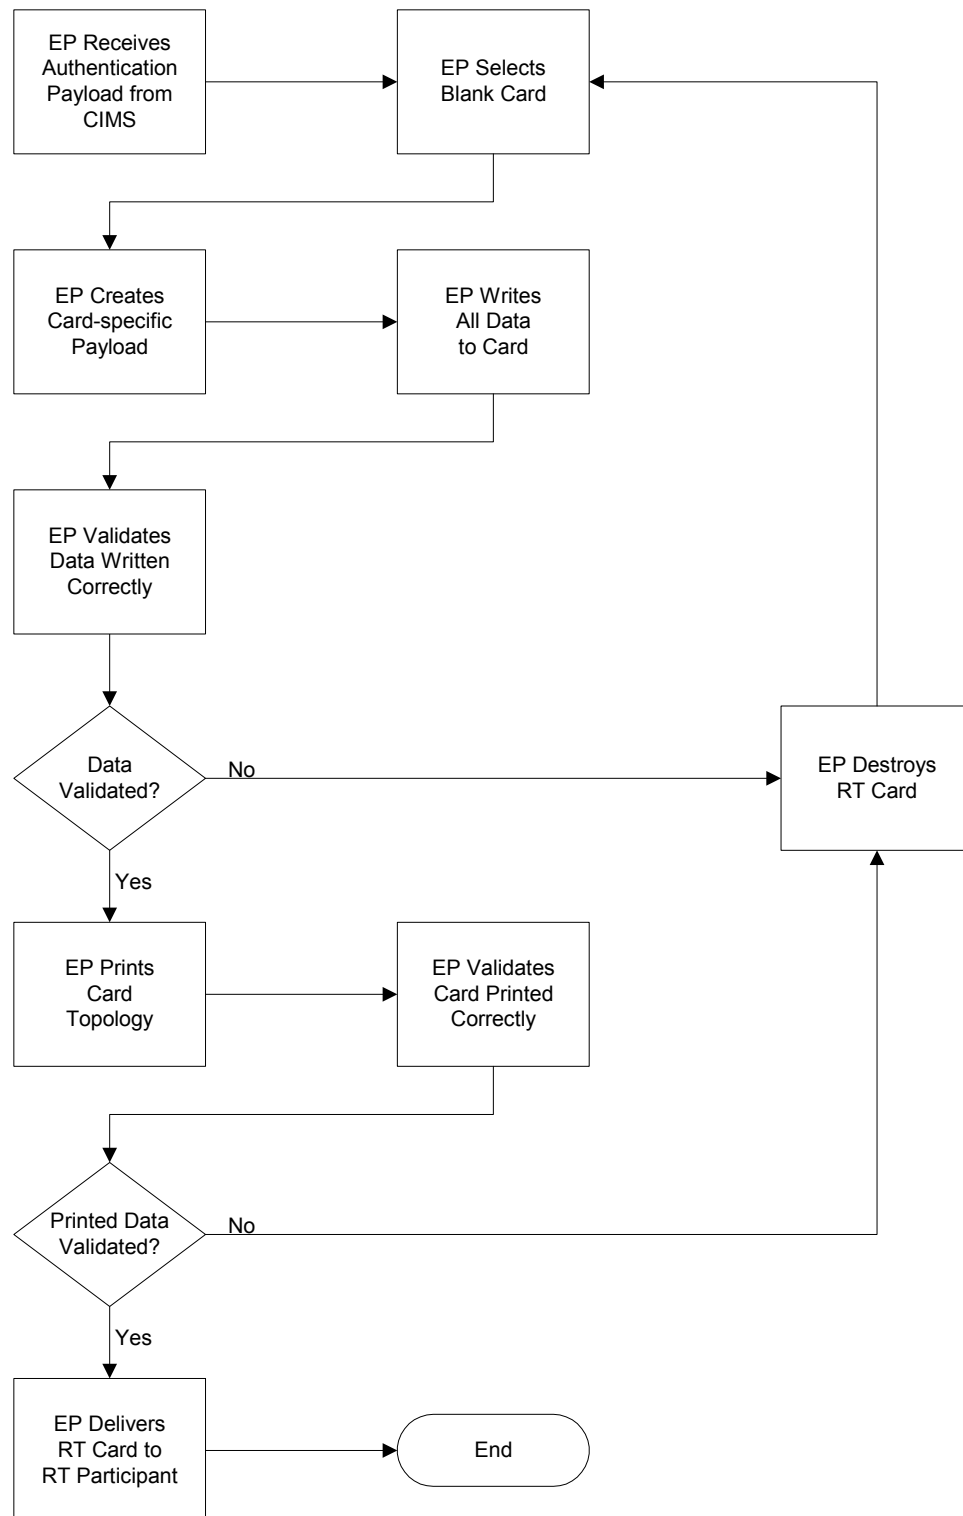 EP Receives
Authentication
Payload from
CIMS
EP Selects
Blank Card
EP Creates
Card-specific
Payload
EP Writes
All Data
to Card
EP Validates
Data Written
Correctly
Data
Validated?
No
EP Destroys
RT Card
Yes
EP Prints
Card
Topology
EP Validates
Card Printed
Correctly
Printed Data
Validated?
No
Yes
EP Delivers
RT Card to
RT Participant
End